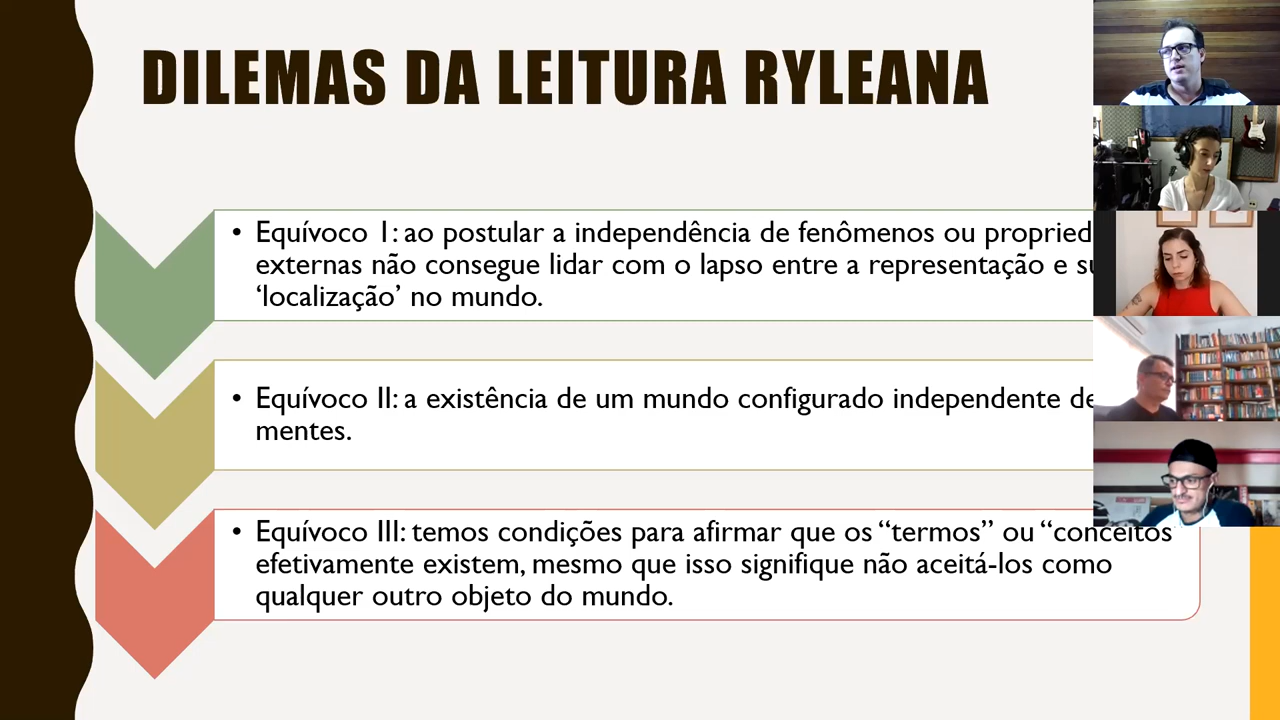 DILEMAS DA LEITURA RYLEANA
• Equívoco I: ao postular a independência de fenômenos ou
externas não consegue lidar com o lapso entre a representação e
‘localização’ no mundo.
• Equívoco II: a existência de um mundo configurado independente
mentes.
• Equívoco III: temos condições para afirmar que os “termos” ou “conceitos
efetivamente existem, mesmo que isso signifique não aceitá-los como
qualquer outro objeto do mundo.